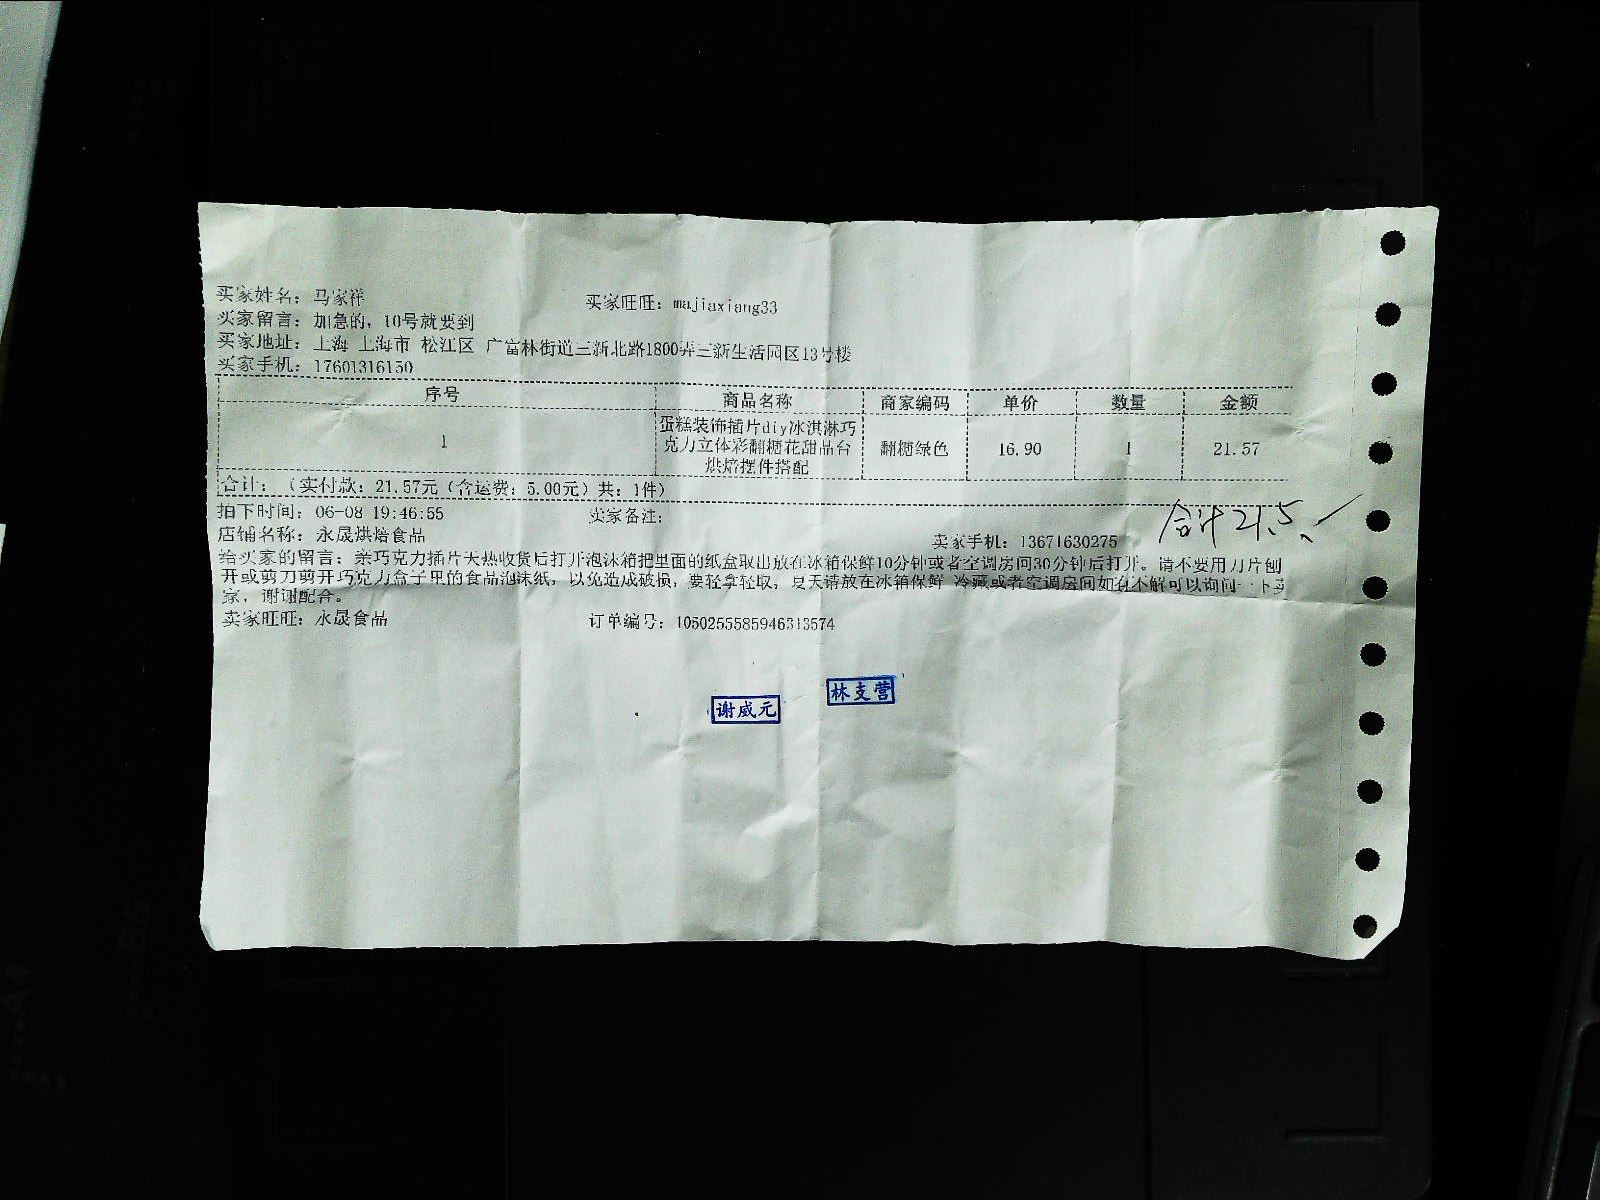 买家姓名：马家祥 买家旺旺：majiaxiang33
买家留言：加急的，10号就要到
买家地址：上海 上海市 松江区 广富林街道三新北路1800弄三新生活园区13号楼
买家手机：17601316150
序号 商品名称 商家编码 单价 数量 金额
1 蛋糕装饰插片diy冰淇淋巧 翻糖绿色 16.90 1 21.57
克力立体彩翻糖花甜品台
烘焙摆件搭配
合计：（实付款：21.57元（含运费：5.00元）共：1件）
拍下时间：06-08 19:46:55 卖家备注：
合计21.5
店铺名称：永晟烘焙食品 卖家手机：13671630275
给买家的留言：亲巧克力插片天热收货后打开泡沫箱把里面的纸盒取出放在冰箱保鲜10分钟或者空调房间30分钟后打开。请不要用刀片刨
开或剪刀剪开巧克力盒子里的食品泡沫纸，以免造成破损，要轻拿轻取，夏天请放在冰箱保鲜 冷藏或者空调房间如有不解可以询问一下卖
家，谢谢配合。
卖家旺旺：永晟食品 订单编号：1050255585946313574
林支营
谢威元